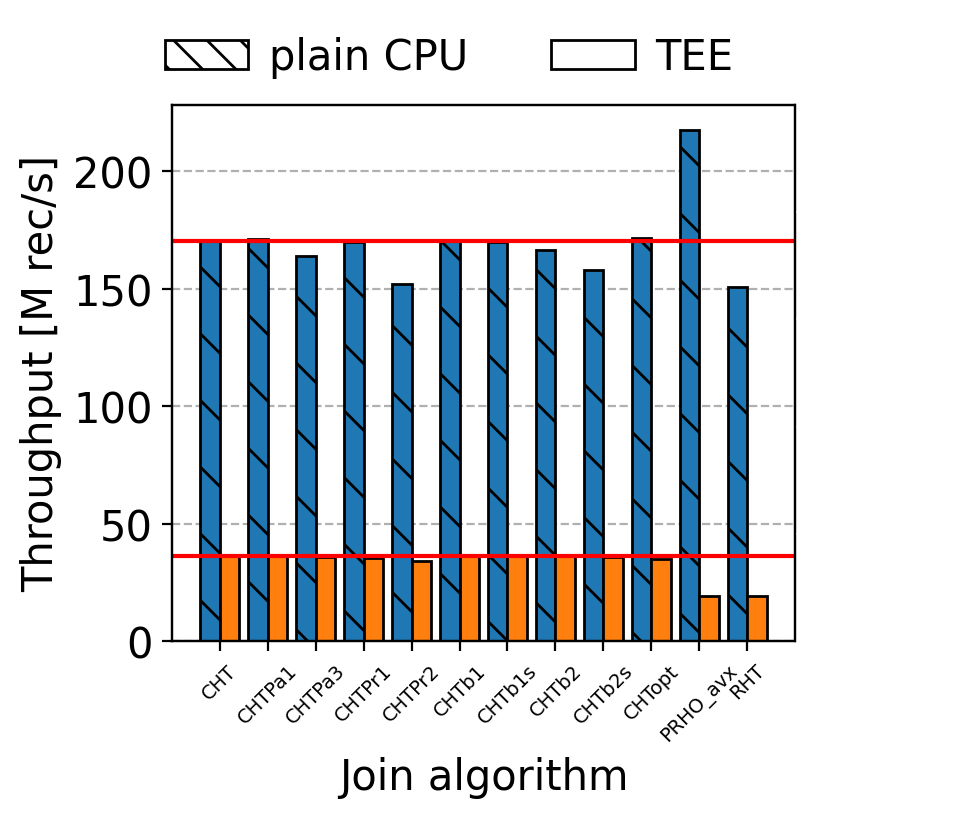 plain CPU TEE
Throughput [M rec/s]
200
150
100
50
0
CHT CHTPa1 CHTPa3 CHTPr1 CHTPr2 CHTb1 CHTb1s CHTb2 CHTb2s CHTopt PRHO_avx RHT
Join algorithm